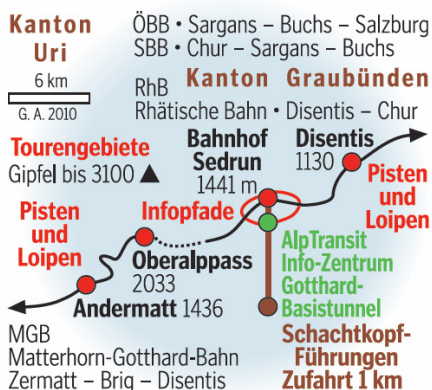 Kanton
Uri
6 km
G. A. 2010
ÖBB • Sargans – Buchs – Salzburg
SBB • Chur – Sargans – Buchs
Kanton Graubünden
RhB
Rhätische Bahn • Disentis – Chur
Tourengebiete
Gipfel bis 3100 ▲
Bahnhof
Sedrun
1441 m
Disentis
1130
Pisten
und
Loipen
Infopfade
Pisten
und
Loipen
Oberalppass
2033
Andermatt 1436
AlpTransit
Info-Zentrum
Gotthard-
Basistunnel
MGB
Matterhorn-Gotthard-Bahn
Zermatt – Brig – Disentis
Schachtkopf-
Führungen
Zufahrt 1 km